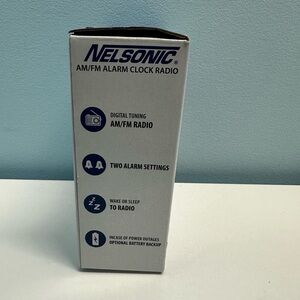 NELSONIC®
AM/FM ALARM CLOCK RADIO
DIGITAL TUNING
AM/FM RADIO
TWO ALARM SETTINGS
WAKE OR SLEEP
TO RADIO
INCASE OF POWER OUTAGES
OPTIONAL BATTERY BACKUP